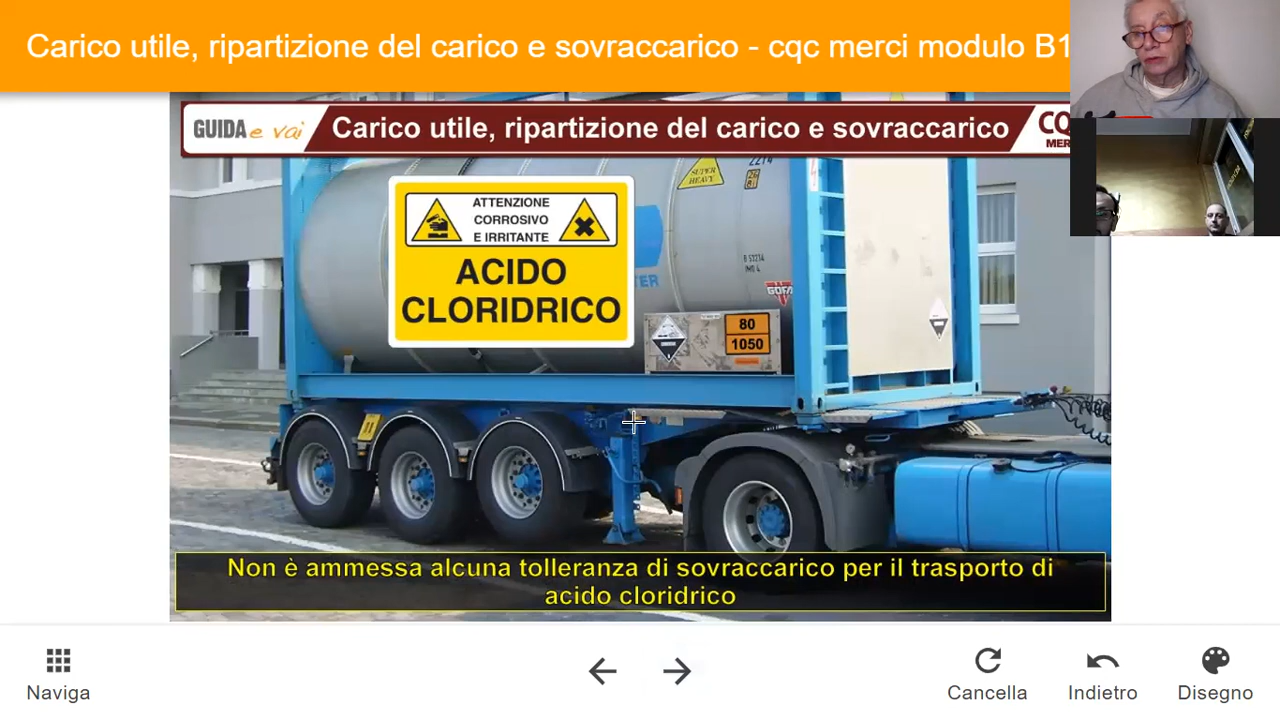 Carico utile, ripartizione del carico e sovraccarico - cqc merci modulo B1
GUIDA e vai
Carico utile, ripartizione del carico e sovraccarico
CQ
MER
SUPER
HEAVY
ATTENZIONE
CORROSIVO
E IRRITANTE
ACIDO
CLORIDRICO
80
1050
Non è ammessa alcuna tolleranza di sovraccarico per il trasporto di
acido cloridrico
Naviga
Cancella
Indietro
Disegno